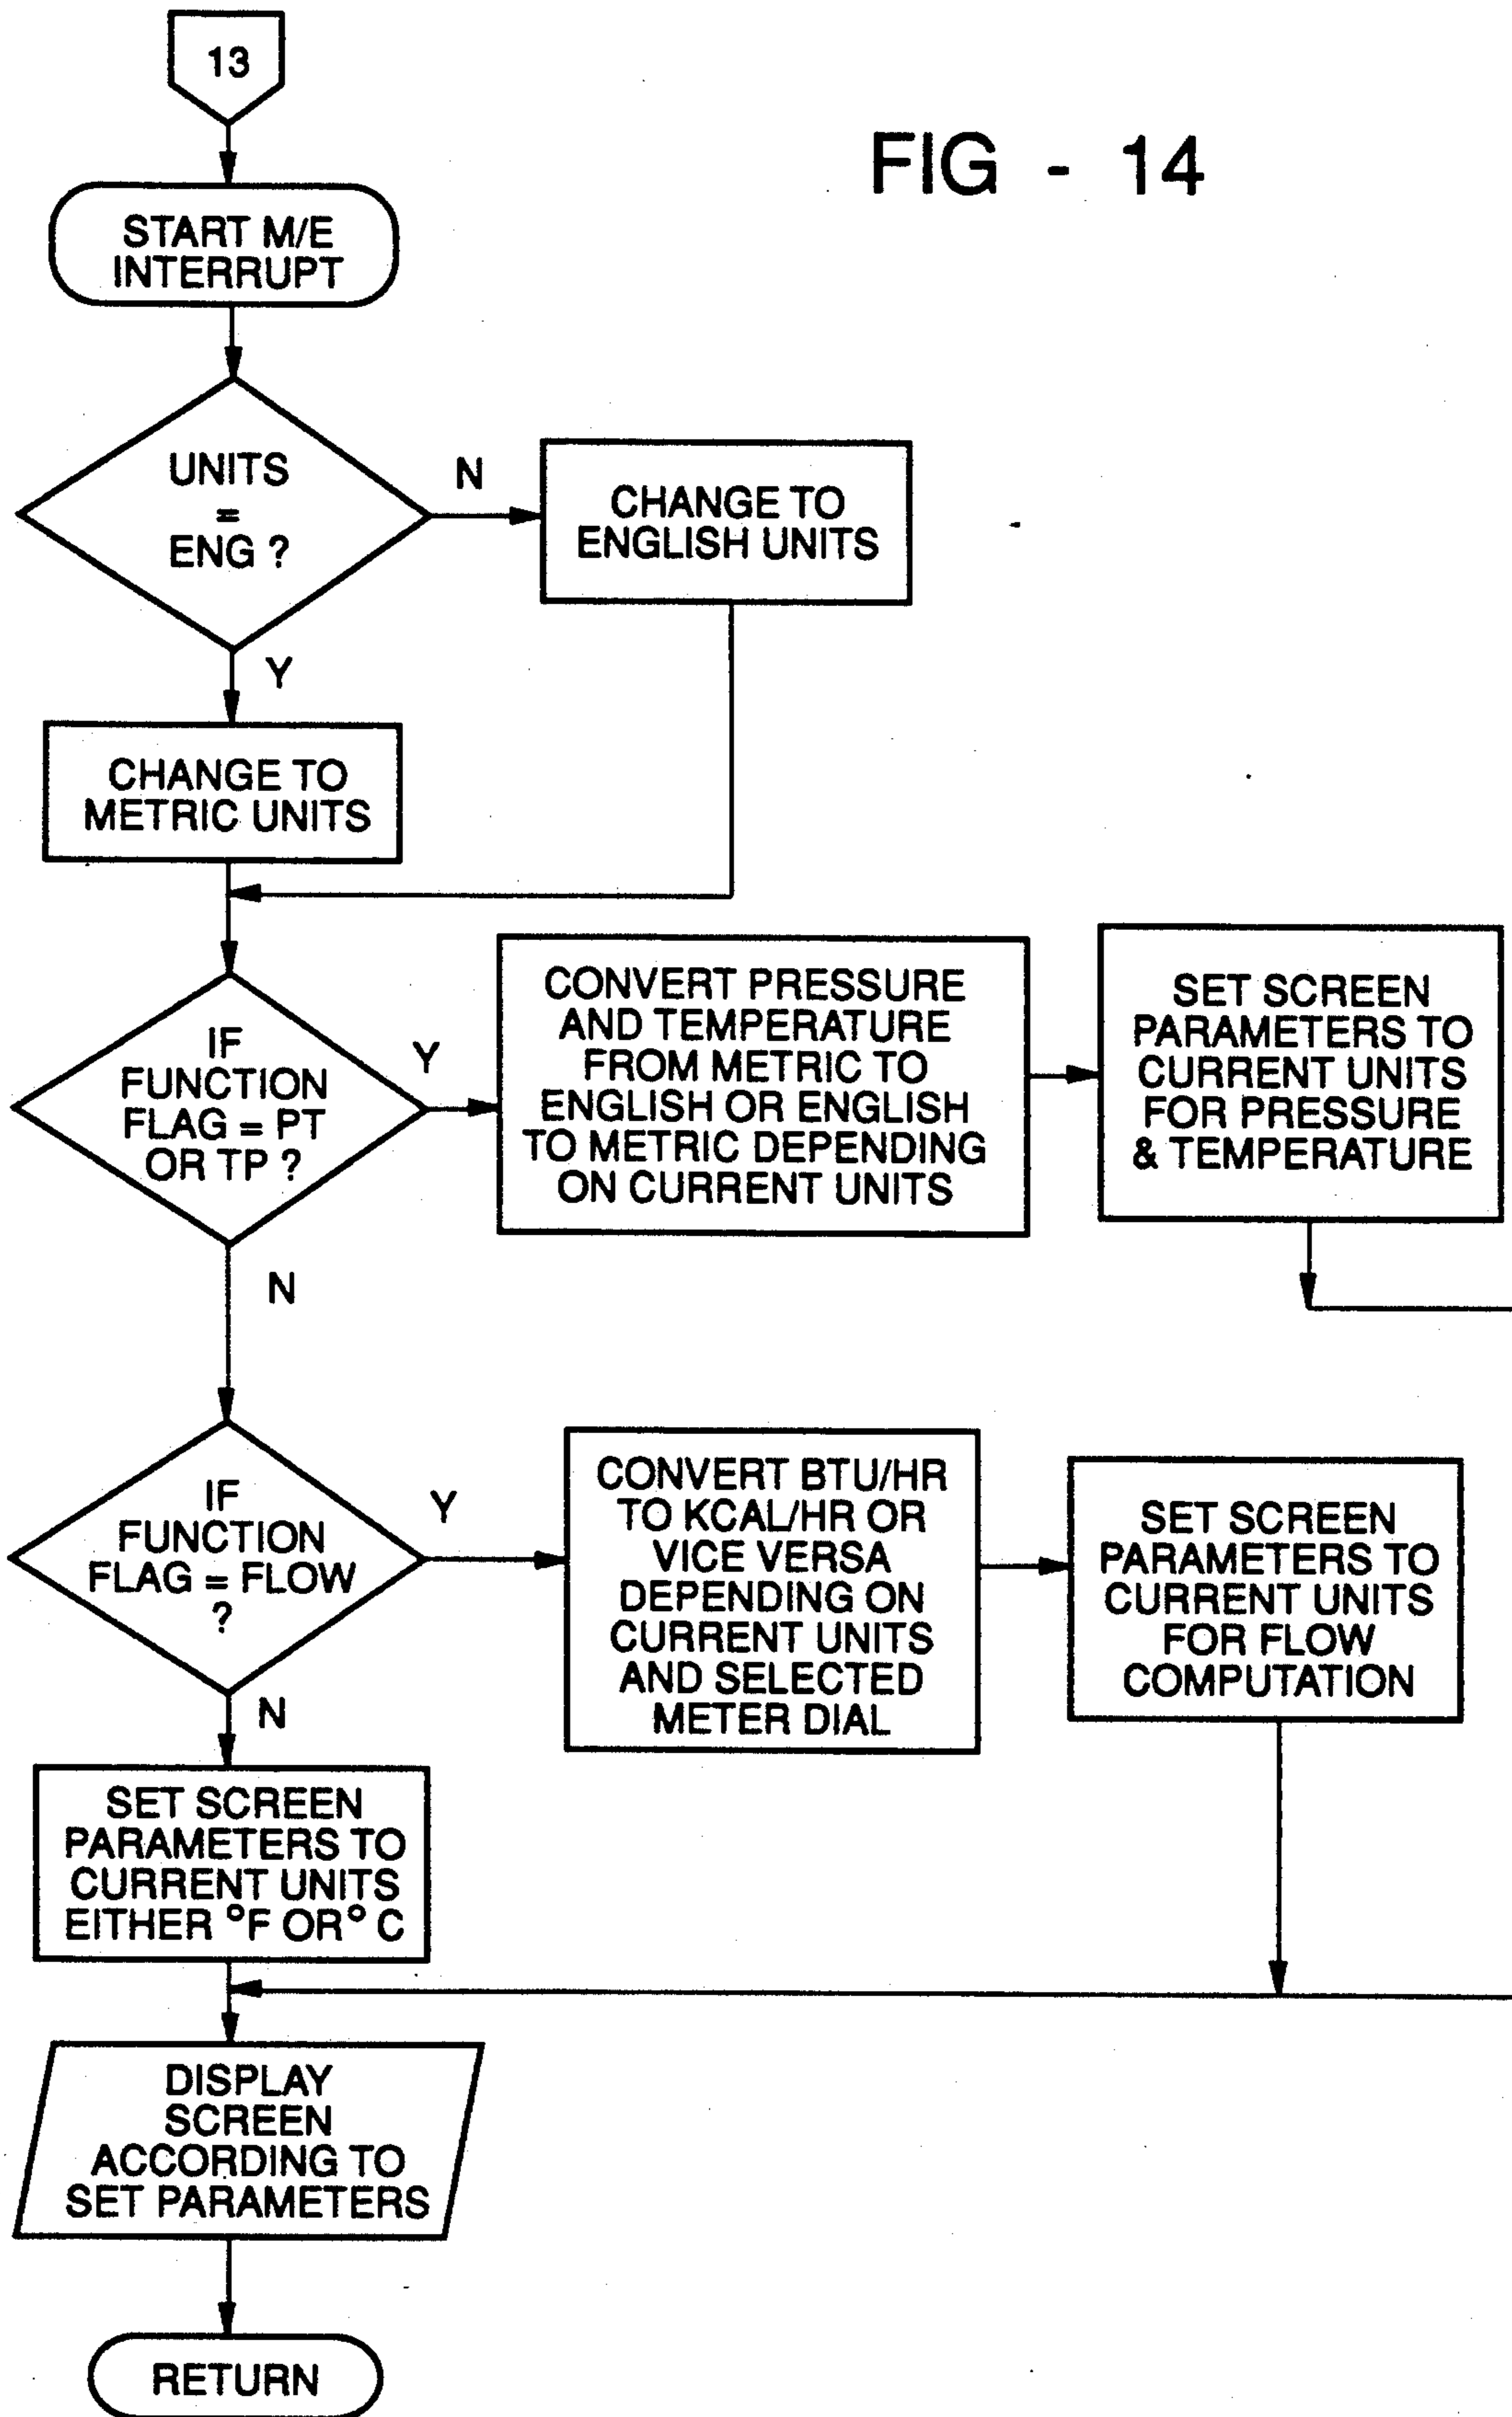 13
FIG - 14
START M/E
INTERRUPT
UNITS
=
ENG ?
N
CHANGE TO
ENGLISH UNITS
Y
CHANGE TO
METRIC UNITS
IF
FUNCTION
FLAG = PT
OR TP ?
Y
CONVERT PRESSURE
AND TEMPERATURE
FROM METRIC TO
ENGLISH OR ENGLISH
TO METRIC DEPENDING
ON CURRENT UNITS
SET SCREEN
PARAMETERS TO
CURRENT UNITS
FOR PRESSURE
& TEMPERATURE
N
IF
FUNCTION
FLAG = FLOW
?
Y
CONVERT BTU/HR
TO KCAL/HR OR
VICE VERSA
DEPENDING ON
CURRENT UNITS
AND SELECTED
METER DIAL
SET SCREEN
PARAMETERS TO
CURRENT UNITS
FOR FLOW
COMPUTATION
N
SET SCREEN
PARAMETERS TO
CURRENT UNITS
EITHER °F OR° C
DISPLAY
SCREEN
ACCORDING TO
SET PARAMETERS
RETURN